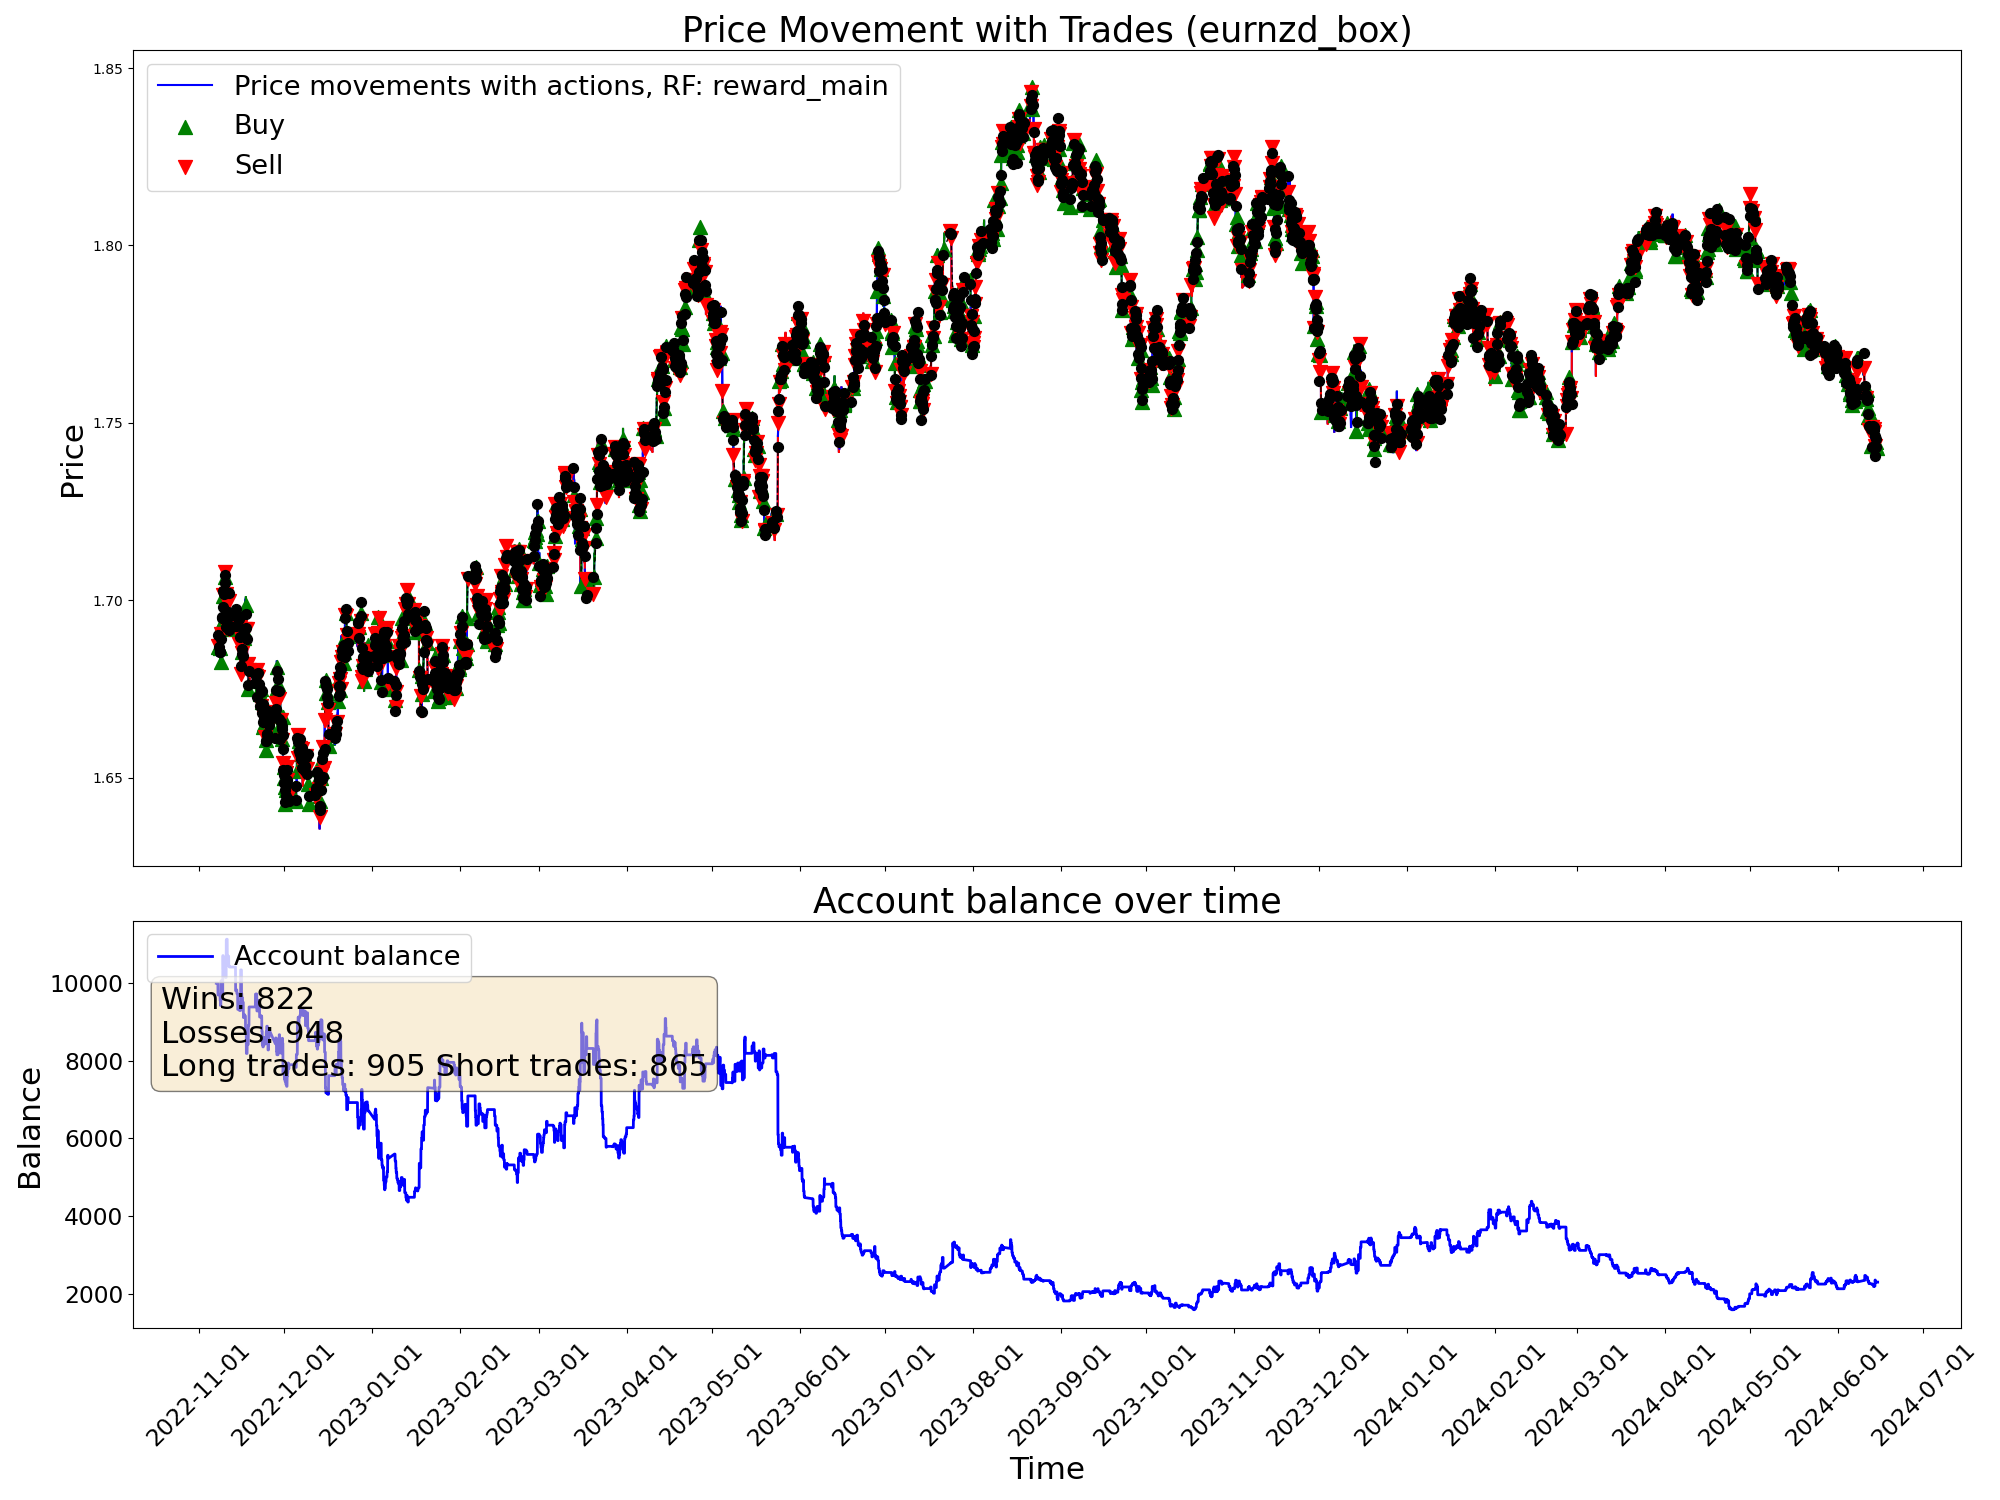 Price Movement with Trades (eurnzd_box)
Price movements with actions, RF: reward_main
Buy
Sell
Price
1.85
1.80
1.75
1.70
1.65
Account balance over time
Account balance
Wins: 822
Losses: 948
Long trades: 905 Short trades: 865
Balance
10000
8000
6000
4000
2000
2022-11-01
2022-12-01
2023-01-01
2023-02-01
2023-03-01
2023-04-01
2023-05-01
2023-06-01
2023-07-01
2023-08-01
2023-09-01
2023-10-01
2023-11-01
2023-12-01
2024-01-01
2024-02-01
2024-03-01
2024-04-01
2024-05-01
2024-06-01
2024-07-01
Time